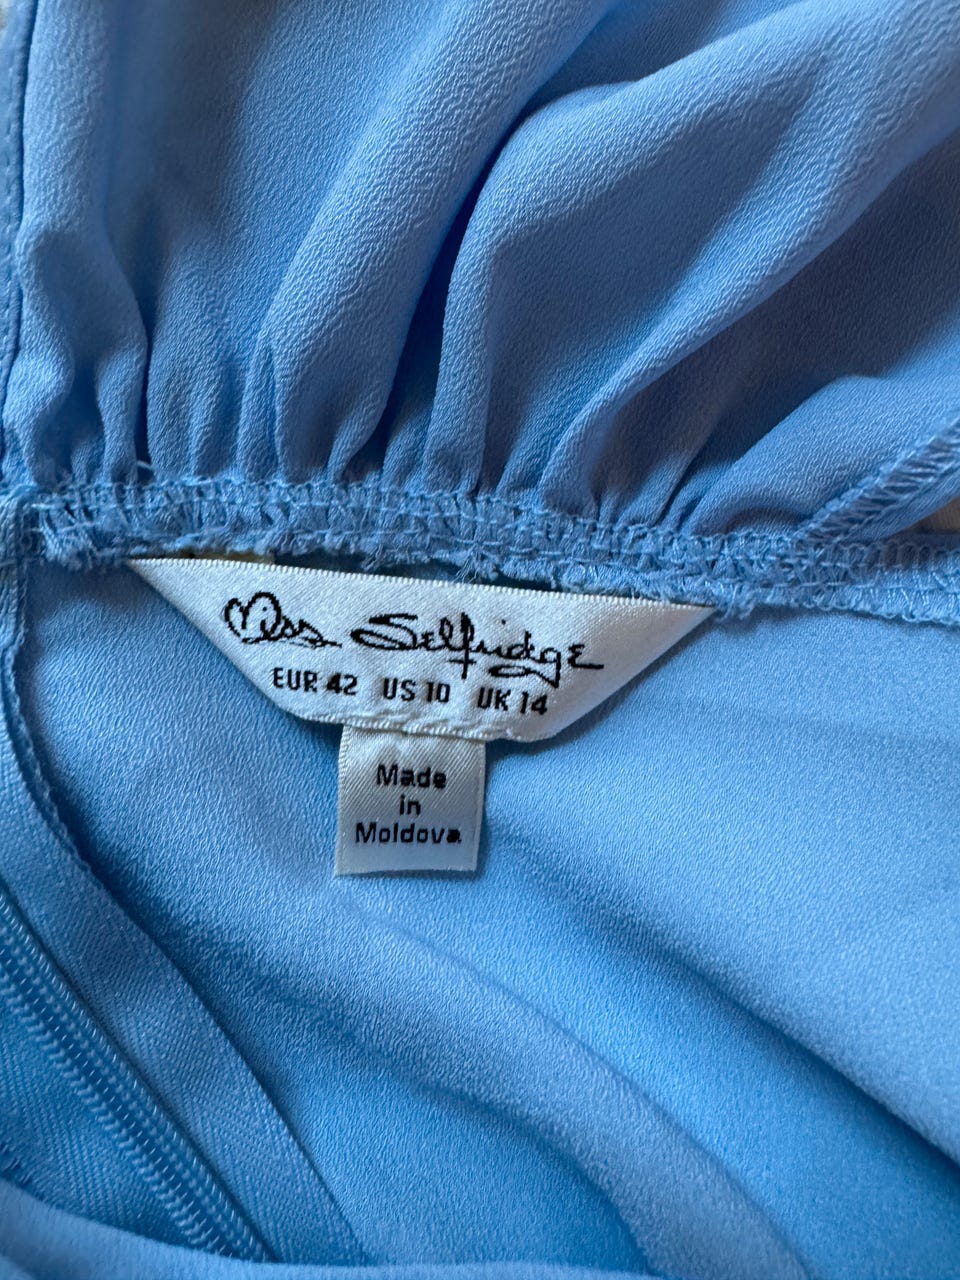 Miss Selfridge
EUR 42 US 10 UK 14
Made
in
Moldova